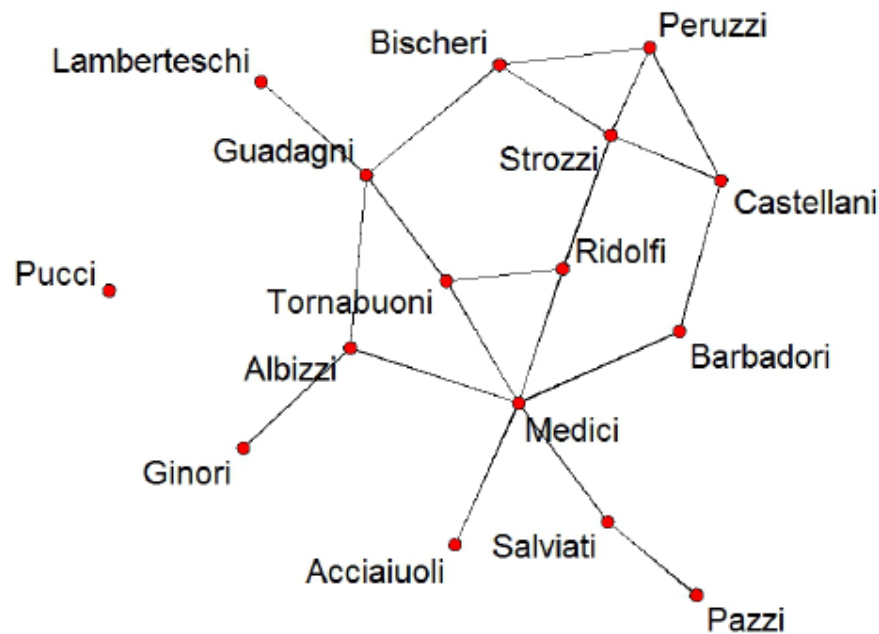 Peruzzi
Bischeri
Lamberteschi
Guadagni
Strozzi
Castellani
Ridolfi
Pucci
Tornabuoni
Barbadori
Albizzi
Medici
Ginori
Salviati
Acciaiuoli
Pazzi